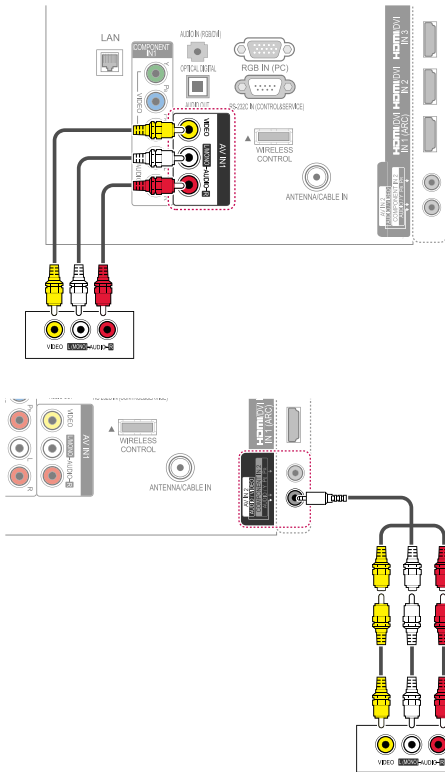 LAN
COMPONENT
IN1
VIDEO
AUDIO IN (RGB/DVI)
OPTICAL DIGITAL
AUDIO OUT
RGB IN (PC)
RS-232C IN (CONTROL&SERVICE)
WIRELESS
CONTROL
ANTENNA/CABLE IN
VIDEO
L/MONO-AUDIO-R
AV IN1
HDMI/DVI
IN 3
HDMI/DVI
IN 2
HDMI/DVI
IN 1 (ARC)
AV IN 2
COMPONENT IN 2
VIDEO L/MONO-AUDIO-R
L
R
VIDEO
L/MONO-AUDIO-R
AV IN1
WIRELESS
CONTROL
ANTENNA/CABLE IN
HDMI/DVI
IN 1 (ARC)
AV IN 2
COMPONENT IN 2
VIDEO L/MONO-AUDIO-